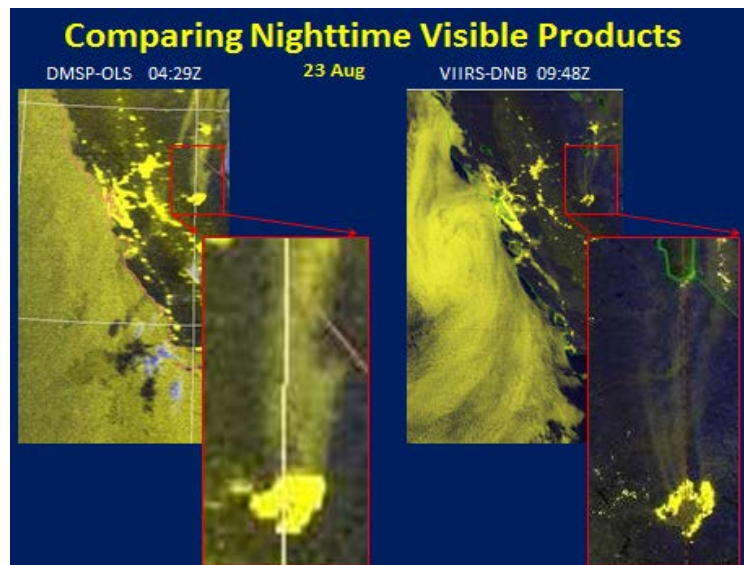 Comparing Nighttime Visible Products
DMSP-OLS 04:29Z
23 Aug
VIIRS-DNB 09:48Z